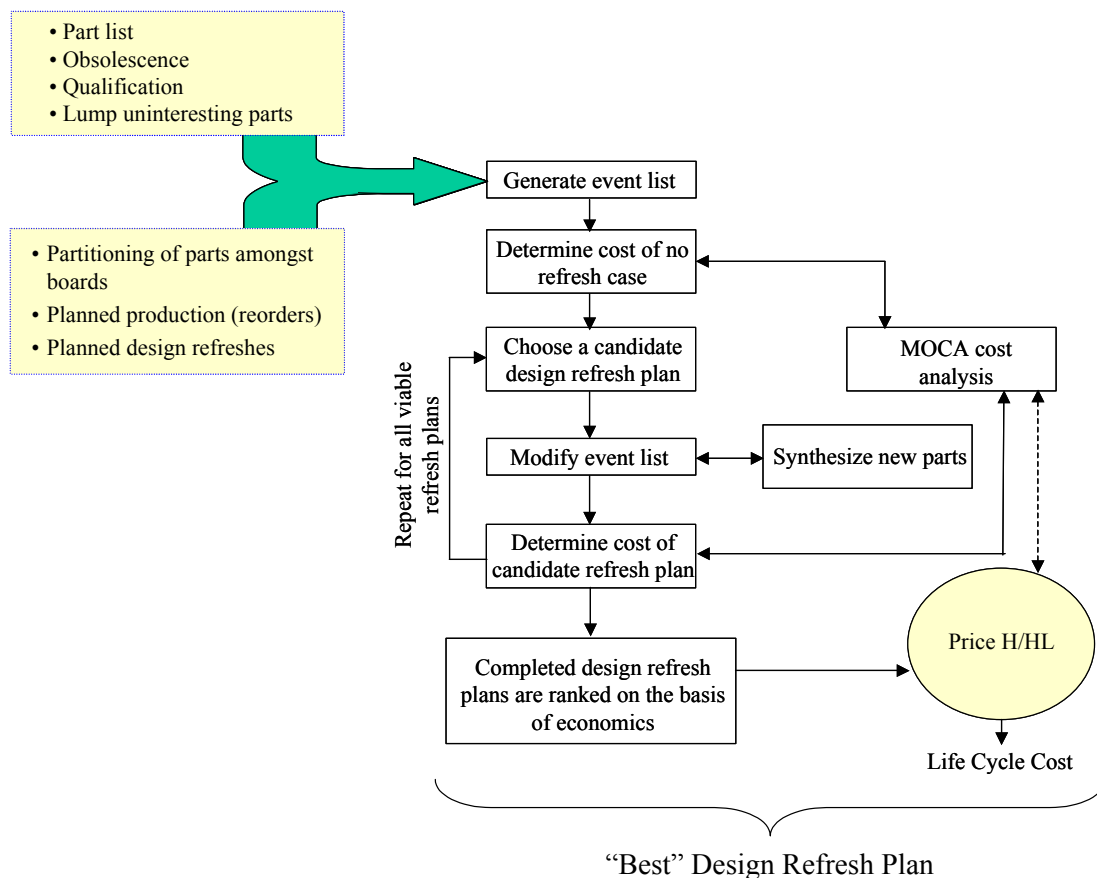 • Part list
• Obsolescence
• Qualification
• Lump uninteresting parts
Generate event list
• Partitioning of parts amongst
boards
• Planned production (reorders)
• Planned design refreshes
Determine cost of no
refresh case
Choose a candidate
design refresh plan
MOCA cost
analysis
Repeat for all viable
refresh plans
Modify event list
Synthesize new parts
Determine cost of
candidate refresh plan
Price H/HL
Completed design refresh
plans are ranked on the basis
of economics
Life Cycle Cost
“Best” Design Refresh Plan